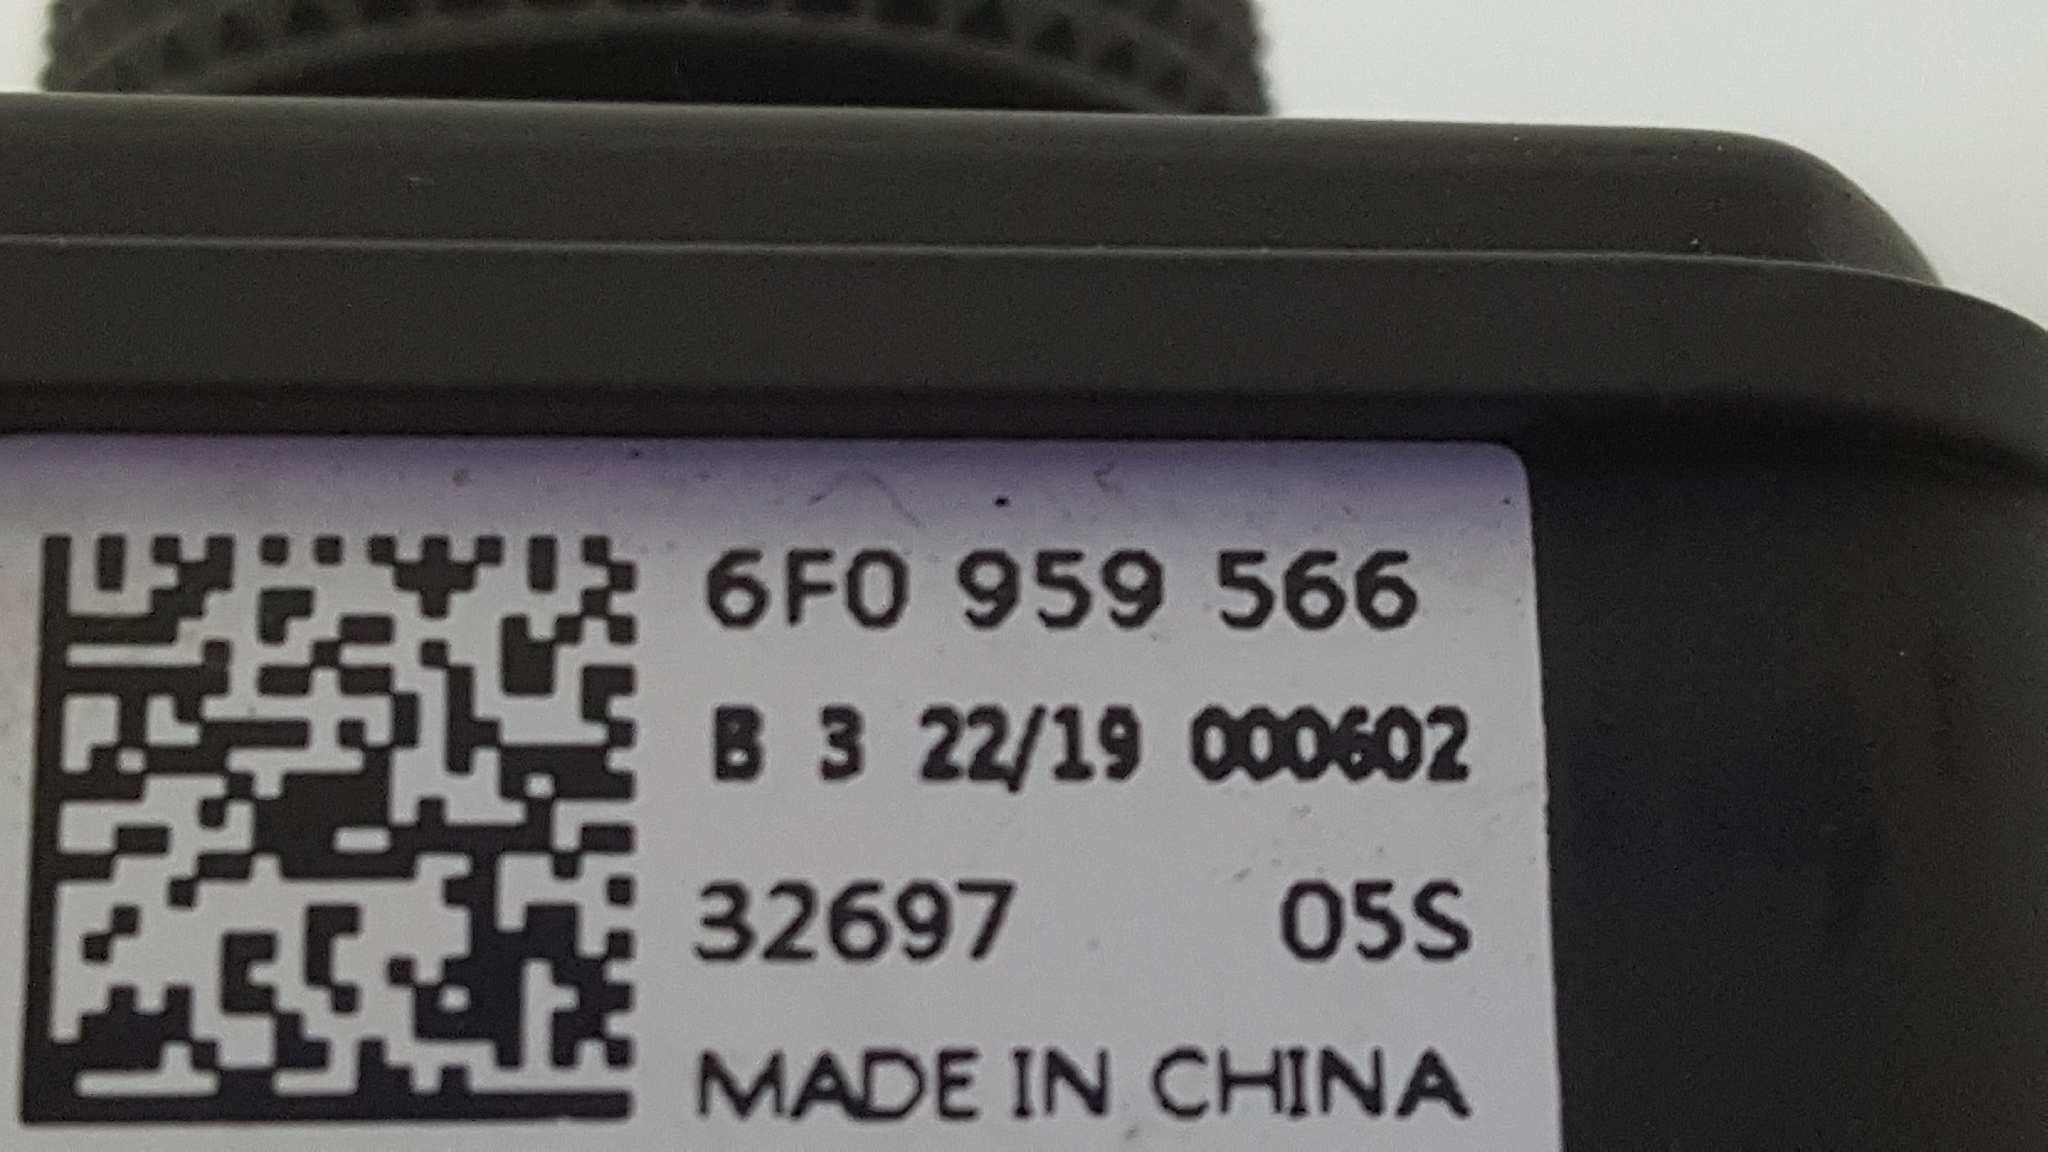 6F0 959 566
B 3 22/19 000602
32697 05S
MADE IN CHINA